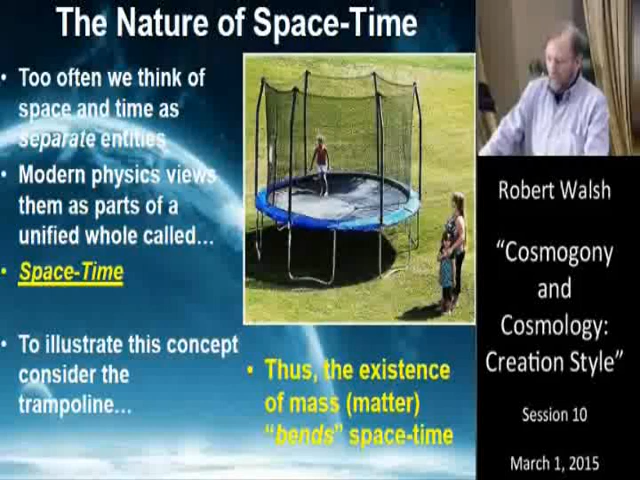 The Nature of Space-Time
• Too often we think of
space and time as
separate entities
• Modern physics views
them as parts of a
unified whole called…
• Space-Time
• To illustrate this concept
consider the
trampoline…
• Thus, the existence
of mass (matter)
“bends” space-time
Robert Walsh
“Cosmogony
and
Cosmology:
Creation Style”
Session 10
March 1, 2015